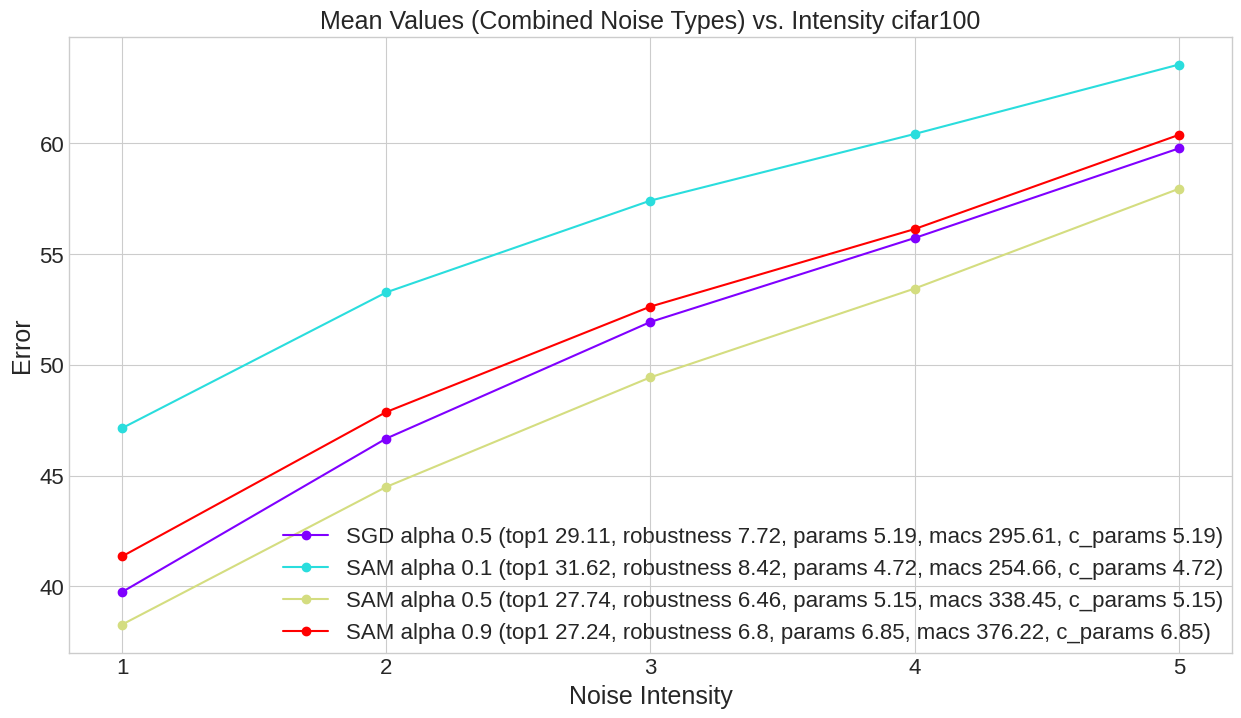 Mean Values (Combined Noise Types) vs. Intensity cifar100
Error
60
55
50
45
40
SGD alpha 0.5 (top1 29.11, robustness 7.72, params 5.19, macs 295.61, c_params 5.19)
SAM alpha 0.1 (top1 31.62, robustness 8.42, params 4.72, macs 254.66, c_params 4.72)
SAM alpha 0.5 (top1 27.74, robustness 6.46, params 5.15, macs 338.45, c_params 5.15)
SAM alpha 0.9 (top1 27.24, robustness 6.8, params 6.85, macs 376.22, c_params 6.85)
1 2 3 4 5
Noise Intensity